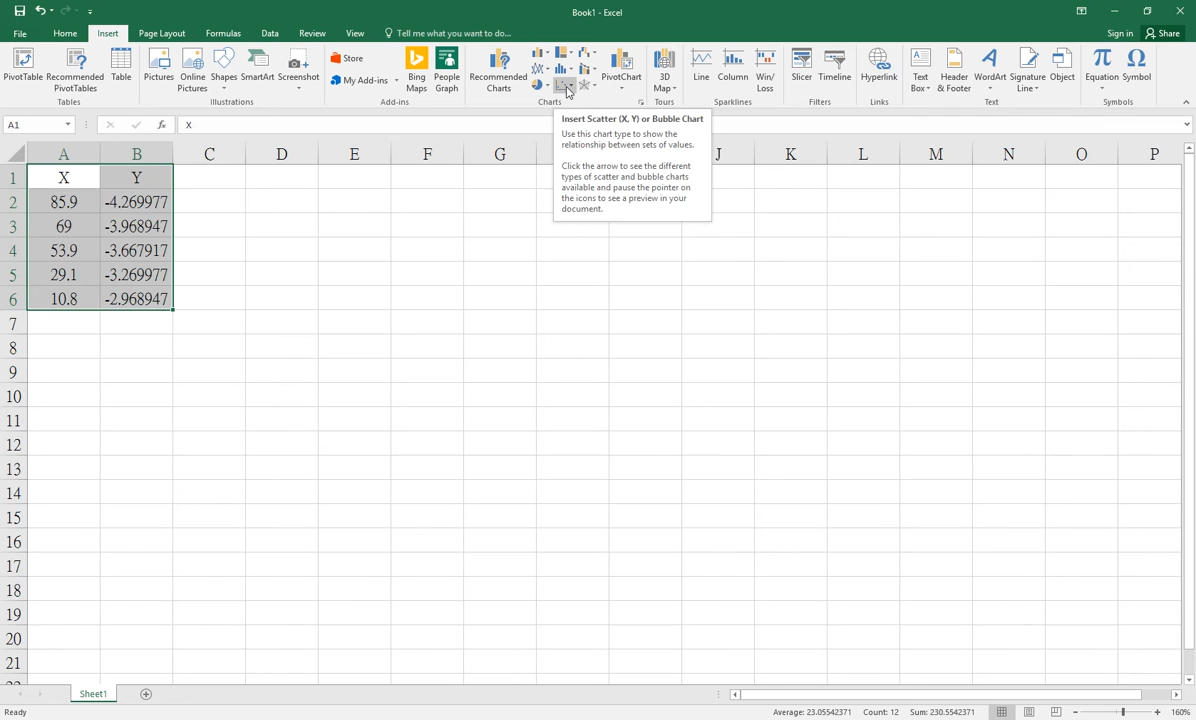 Book1 - Excel
File Home Insert Page Layout Formulas Data Review View Tell me what you want to do... Sign in Share
PivotTable Recommended PivotTables Table
Tables
Pictures Online Pictures Shapes SmartArt Screenshot
Illustrations
Store
My Add-ins
Bing Maps People Graph
Add-ins
Recommended Charts
PivotChart
Charts
3D Map
Tours
Line Column Win/ Loss
Sparklines
Slicer Timeline
Filters
Hyperlink
Links
Text Box Header & Footer WordArt Signature Line Object
Text
Equation Symbol
Symbols
A1 fx X
Insert Scatter (X, Y) or Bubble Chart
Use this chart type to show the
relationship between sets of values.
Click the arrow to see the different
types of scatter and bubble charts
available and pause the pointer on
the icons to see a preview in your
document.
A B C D E F G J K L M N O P
1 X Y
2 85.9 -4.269977
3 69 -3.968947
4 53.9 -3.667917
5 29.1 -3.269977
6 10.8 -2.968947
7
8
9
10
11
12
13
14
15
16
17
18
19
20
21
Sheet1
Ready Average: 23.05542371 Count: 12 Sum: 230.5542371 160%